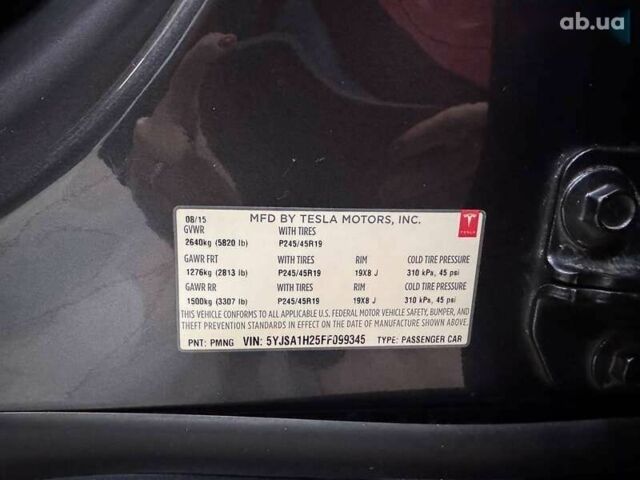 ab.ua
08/15 MFD BY TESLA MOTORS, INC.
GVWR WITH TIRES
2640kg (5820 lb) P245/45R19
GAWR FRT WITH TIRES RIM COLD TIRE PRESSURE
1276kg (2813 lb) P245/45R19 19X8 J 310 kPa, 45 psi
GAWR RR WITH TIRES RIM COLD TIRE PRESSURE
1500kg (3307 lb) P245/45R19 19X8 J 310 kPa, 45 psi
THIS VEHICLE CONFORMS TO ALL APPLICABLE U.S. FEDERAL MOTOR VEHICLE SAFETY, BUMPER, AND
THEFT PREVENTION STANDARDS IN EFFECT ON THE DATE OF MANUFACTURE SHOWN ABOVE.
PNT: PMNG VIN: 5YJSA1H25FF099345 TYPE: PASSENGER CAR
TESLA